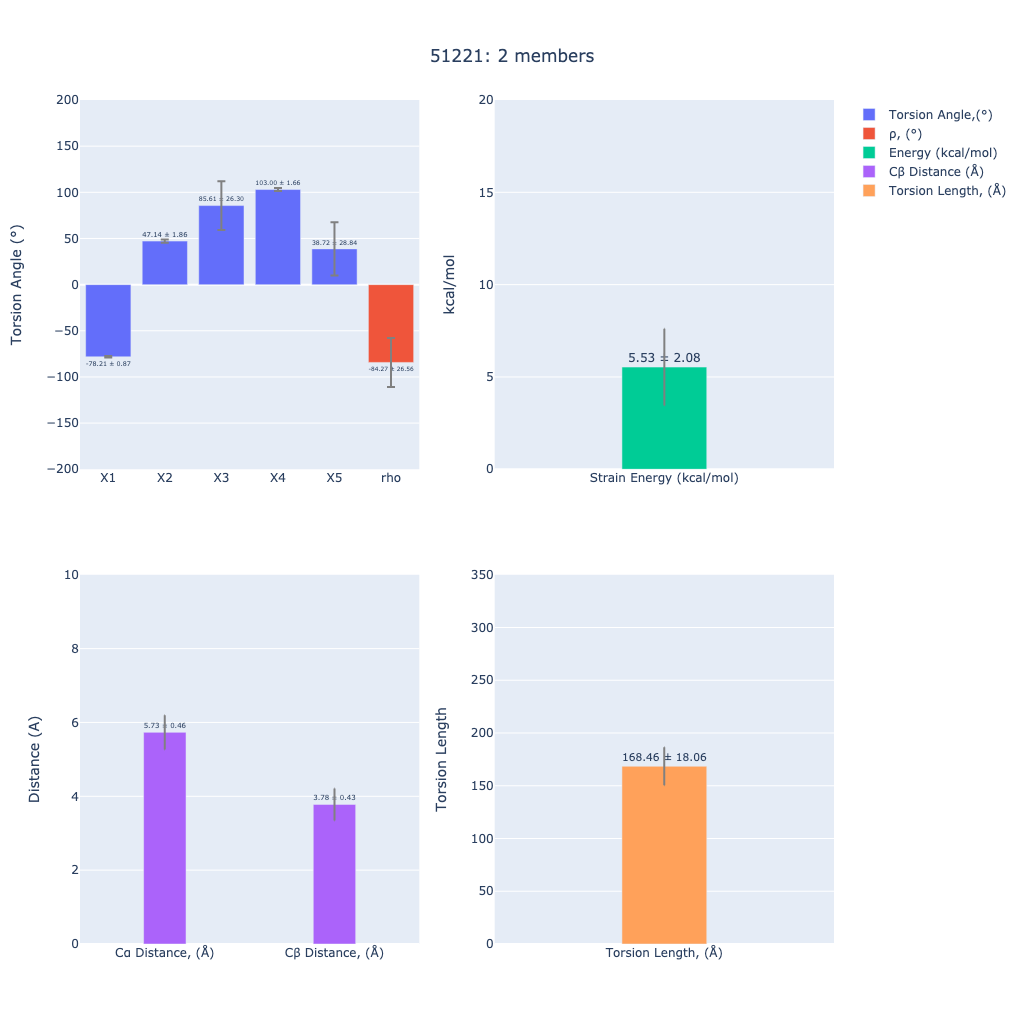 51221: 2 members
Torsion Angle (°)
200
150
100
50
0
−50
−100
−150
−200
-78.21 ± 0.87
47.14 ± 1.86
85.61 ± 26.30
103.00 ± 1.66
38.72 ± 28.84
-84.27 ± 26.56
X1 X2 X3 X4 X5 rho
kcal/mol
20
15
10
5
0
5.53 ± 2.08
Strain Energy (kcal/mol)
Torsion Angle,(°)
ρ, (°)
Energy (kcal/mol)
Cβ Distance (Å)
Torsion Length, (Å)
Distance (A)
10
8
6
4
2
0
5.73 ± 0.46
3.78 ± 0.43
Cα Distance, (Å) Cβ Distance, (Å)
Torsion Length
350
300
250
200
150
100
50
0
168.46 ± 18.06
Torsion Length, (Å)